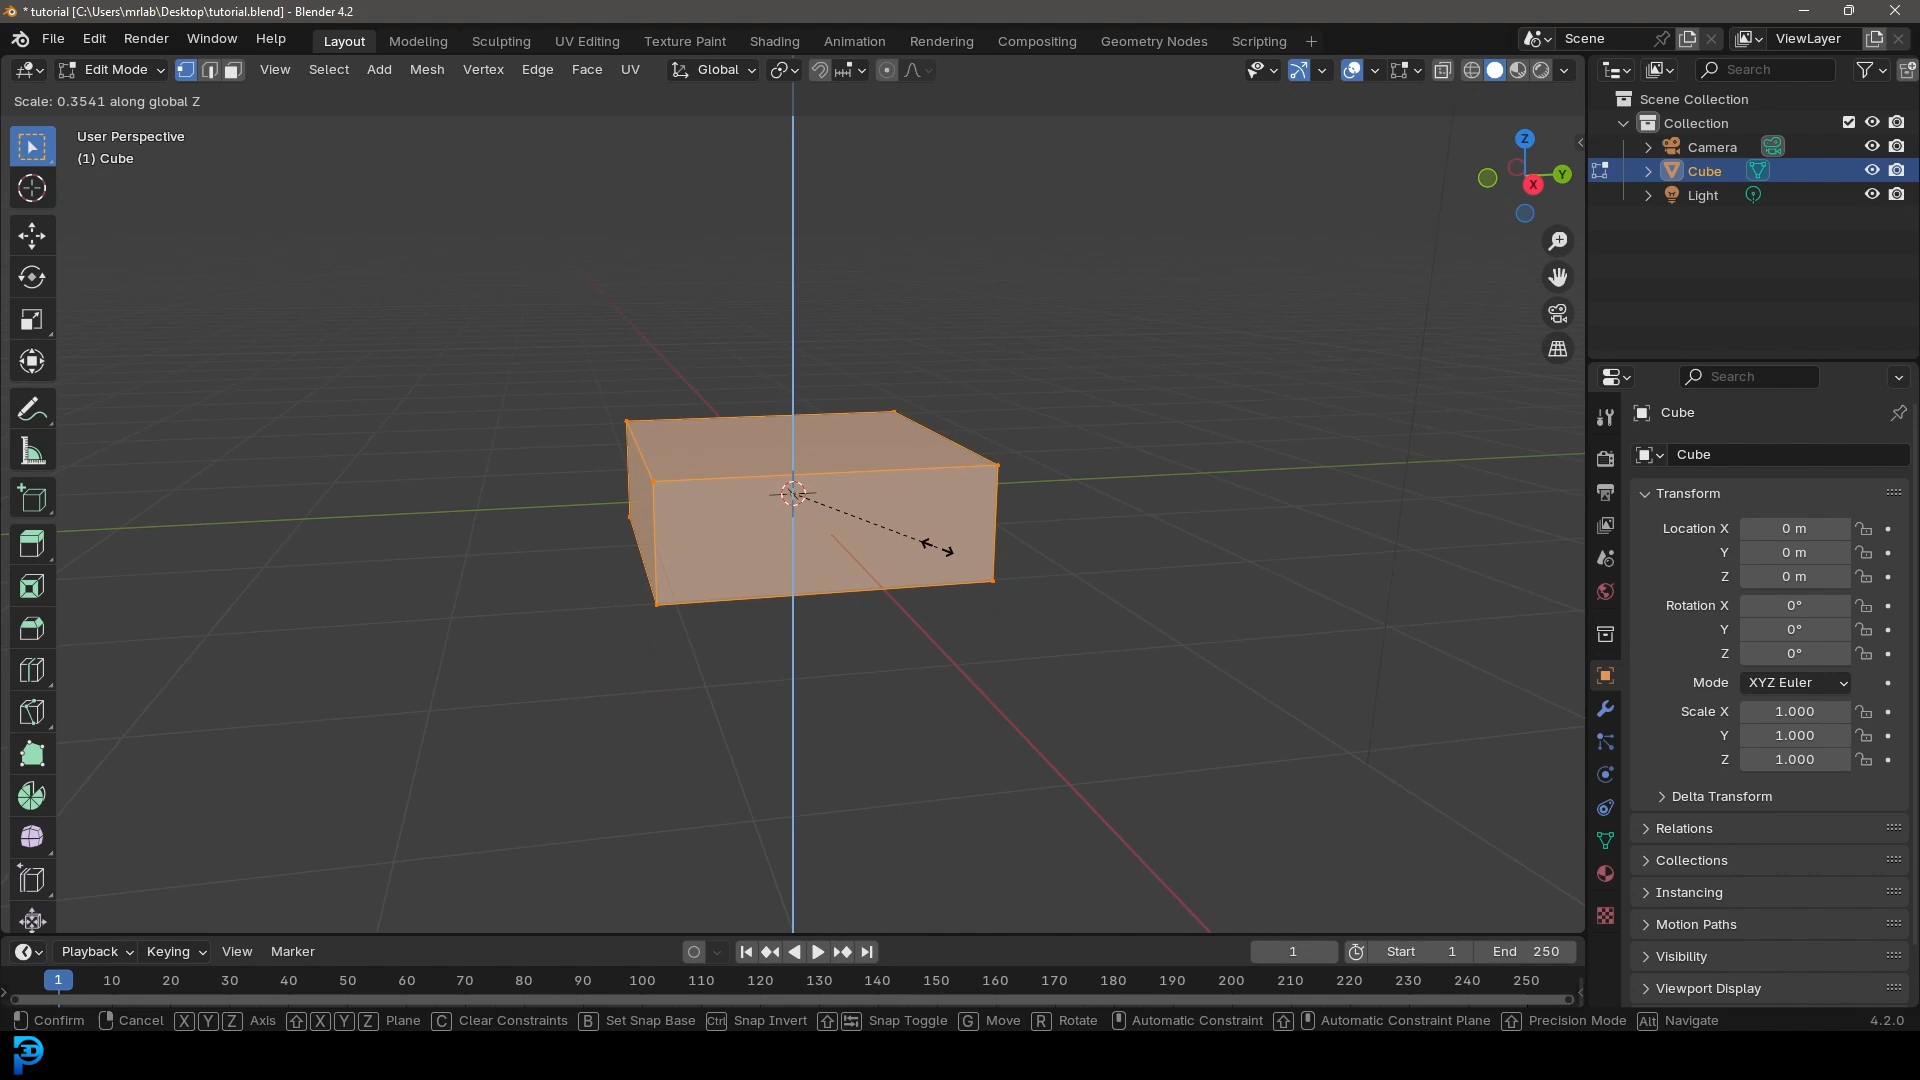 * tutorial [C:\Users\mrlab\Desktop\tutorial.blend] - Blender 4.2
File Edit Render Window Help Layout Modeling Sculpting UV Editing Texture Paint Shading Animation Rendering Compositing Geometry Nodes Scripting + Scene ViewLayer
Edit Mode View Select Add Mesh Vertex Edge Face UV Global Search
Scale: 0.3541 along global Z
User Perspective
(1) Cube
Z
Y
X
Scene Collection
Collection
Camera
Cube
Light
Search
Cube
Cube
Transform
Location X 0 m
Y 0 m
Z 0 m
Rotation X 0°
Y 0°
Z 0°
Mode XYZ Euler
Scale X 1.000
Y 1.000
Z 1.000
Delta Transform
Relations
Collections
Instancing
Motion Paths
Visibility
Viewport Display
Playback Keying View Marker 1 Start 1 End 250
1 10 20 30 40 50 60 70 80 90 100 110 120 130 140 150 160 170 180 190 200 210 220 230 240 250
Confirm Cancel X Y Z Axis X Y Z Plane C Clear Constraints B Set Snap Base Ctrl Snap Invert Snap Toggle G Move R Rotate Automatic Constraint Automatic Constraint Plane Precision Mode Alt Navigate 4.2.0